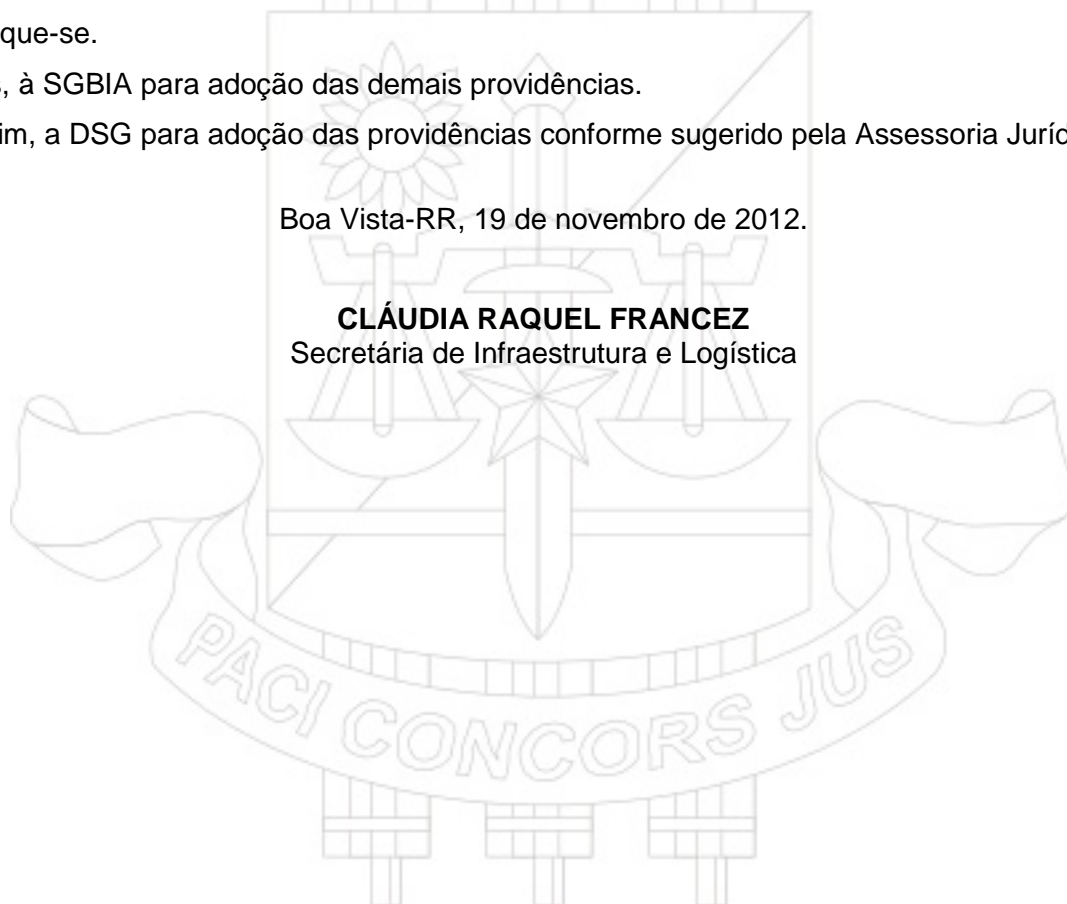 que-se.
, à SGBIA para adoção das demais providências.
im, a DSG para adoção das providências conforme sugerido pela Assessoria Juríd
Boa Vista-RR, 19 de novembro de 2012.
CLÁUDIA RAQUEL FRANCEZ
Secretária de Infraestrutura e Logística
PACI CONCORS JUS